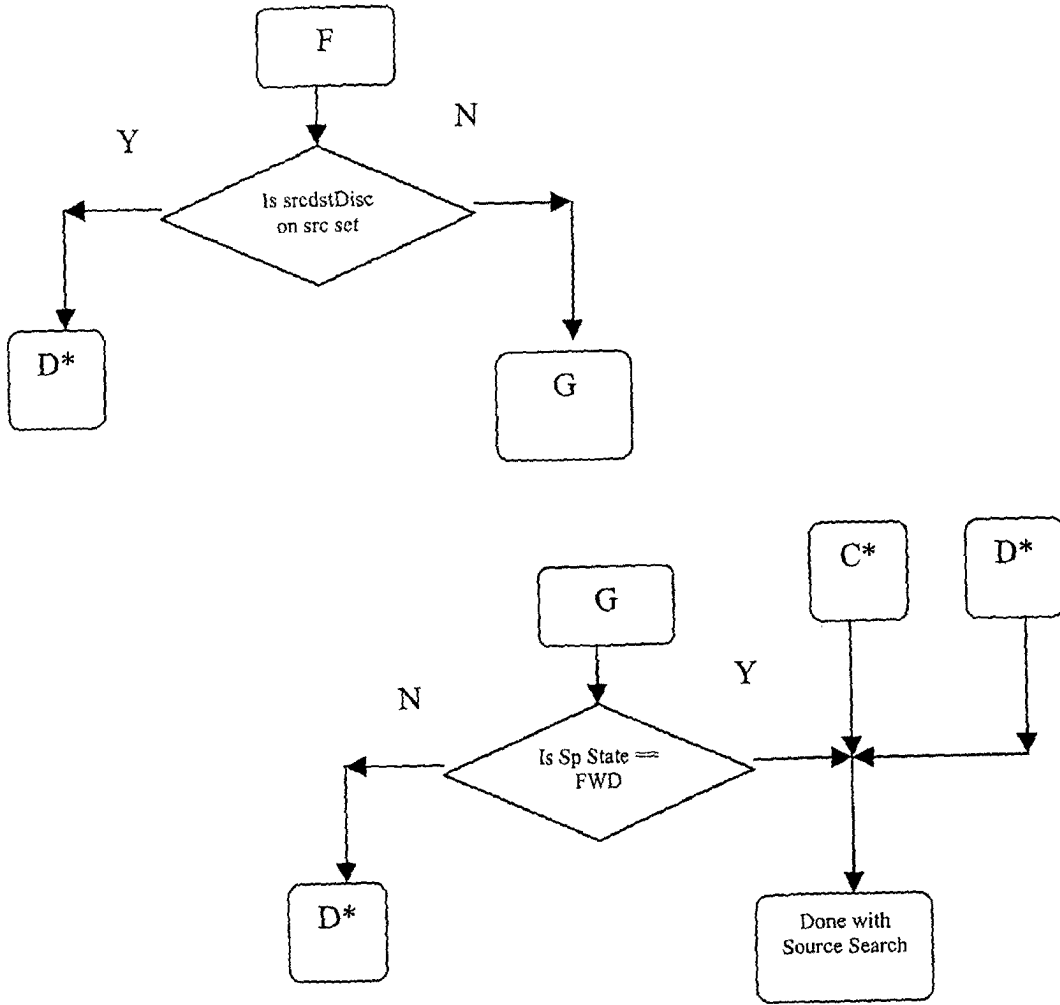 F
Y
N
Is srcdstDisc
on src set
D*
G
C*
D*
G
N
Y
Is Sp State ==
FWD
D*
Done with
Source Search